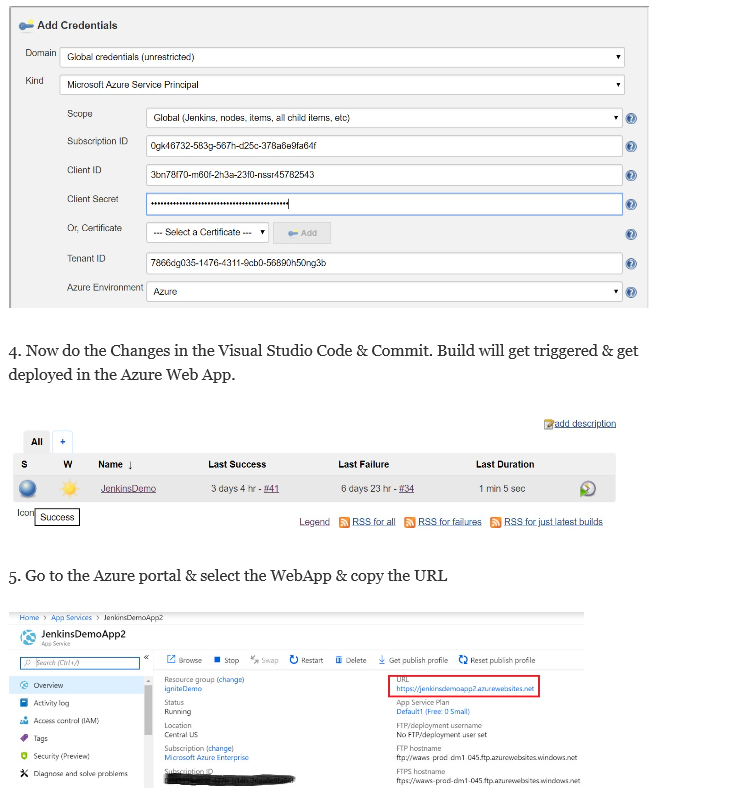 Add Credentials
Domain Global credentials (unrestricted)
Kind Microsoft Azure Service Principal
Scope Global (Jenkins, nodes, items, all child items, etc)
Subscription ID 0gk46732-583g-567h-d25c-378a6e9fa64f
Client ID 3bn78f70-m60f-2h3a-23f0-nssr45782543
Client Secret
Or, Certificate --- Select a Certificate --- Add
Tenant ID 7866dg035-1476-4311-9cb0-56890h50ng3b
Azure Environment Azure
4. Now do the Changes in the Visual Studio Code & Commit. Build will get triggered & get
deployed in the Azure Web App.
add description
All +
S W Name ↓ Last Success Last Failure Last Duration
JenkinsDemo 3 days 4 hr - #41 6 days 23 hr - #34 1 min 5 sec
Icon Success
Legend RSS for all RSS for failures RSS for just latest builds
5. Go to the Azure portal & select the WebApp & copy the URL
Home > App Services > JenkinsDemoApp2
JenkinsDemoApp2
App Service
Search (Ctrl+/) « Browse Stop Swap Restart Delete Get publish profile Reset publish profile
Overview
Activity log
Access control (IAM)
Tags
Security (Preview)
Diagnose and solve problems
Resource group (change)
igniteDemo
Status
Running
Location
Central US
Subscription (change)
Microsoft Azure Enterprise
Subscription ID
URL
https://jenkinsdemoapp2.azurewebsites.net
App Service Plan
Default1 (Free: 0 Small)
FTP/deployment username
No FTP/deployment user set
FTP hostname
ftp://waws-prod-dm1-045.ftp.azurewebsites.windows.net
FTPS hostname
ftps://waws-prod-dm1-045.ftp.azurewebsites.windows.net